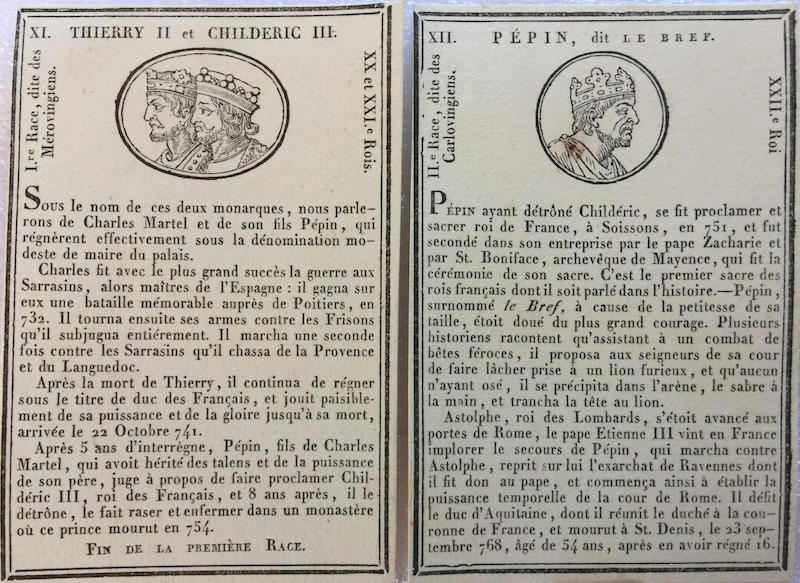 XI. THIERRY II et CHILDERIC III.
I.re Race, dite des
Mérovingiens.
XX et XXI.e Rois.
Sous le nom de ces deux monarques, nous parle-
rons de Charles Martel et de son fils Pépin, qui
régnèrent effectivement sous la dénomination mo-
deste de maire du palais.
Charles fit avec le plus grand succès la guerre aux
Sarrasins, alors maîtres de l'Espagne : il gagna sur
eux une bataille mémorable auprès de Poitiers, en
732. Il tourna ensuite ses armes contre les Frisons
qu'il subjugua entiérement. Il marcha une seconde
fois contre les Sarrasins qu'il chassa de la Provence
et du Languedoc.
Après la mort de Thierry, il continua de régner
sous le titre de duc des Français, et jouit paisible-
ment de sa puissance et de la gloire jusqu'à sa mort,
arrivée le 22 Octobre 741.
Après 5 ans d'interrègne, Pépin, fils de Charles
Martel, qui avoit hérité des talens et de la puissance
de son père, juge à propos de faire proclamer Chil-
déric III, roi des Français, et 8 ans après, il le
détrône, le fait raser et enfermer dans un monastère
où ce prince mourut en 754.
FIN DE LA PREMIÈRE RACE.
XII. PÉPIN, dit LE BREF.
II.e Race, dite des
Carlovingiens.
XXII.e Roi
PÉPIN ayant détrôné Childéric, se fit proclamer et
sacrer roi de France, à Soissons, en 751, et fut
secondé dans son entreprise par le pape Zacharie et
par St. Boniface, archevêque de Mayence, qui fit la
cérémonie de son sacre. C'est le premier sacre des
rois français dont il soit parlé dans l'histoire.—Pépin,
surnommé le Bref, à cause de la petitesse de sa
taille, étoit doué du plus grand courage. Plusieurs
historiens racontent qu'assistant à un combat de
bêtes féroces, il proposa aux seigneurs de sa cour
de faire lâcher prise à un lion furieux, et qu'aucun
n'ayant osé, il se précipita dans l'arène, le sabre à
la main, et trancha la tête au lion.
Astolphe, roi des Lombards, s'étoit avancé aux
portes de Rome, le pape Etienne III vint en France
implorer le secours de Pépin, qui marcha contre
Astolphe, reprit sur lui l'exarchat de Ravennes dont
il fit don au pape, et commença ainsi à établir la
puissance temporelle de la cour de Rome. Il défit
le duc d'Aquitaine, dont il réunit le duché à la cou-
ronne de France, et mourut à St. Denis, le 23 sep-
tembre 768, âgé de 54 ans, après en avoir régné 16.